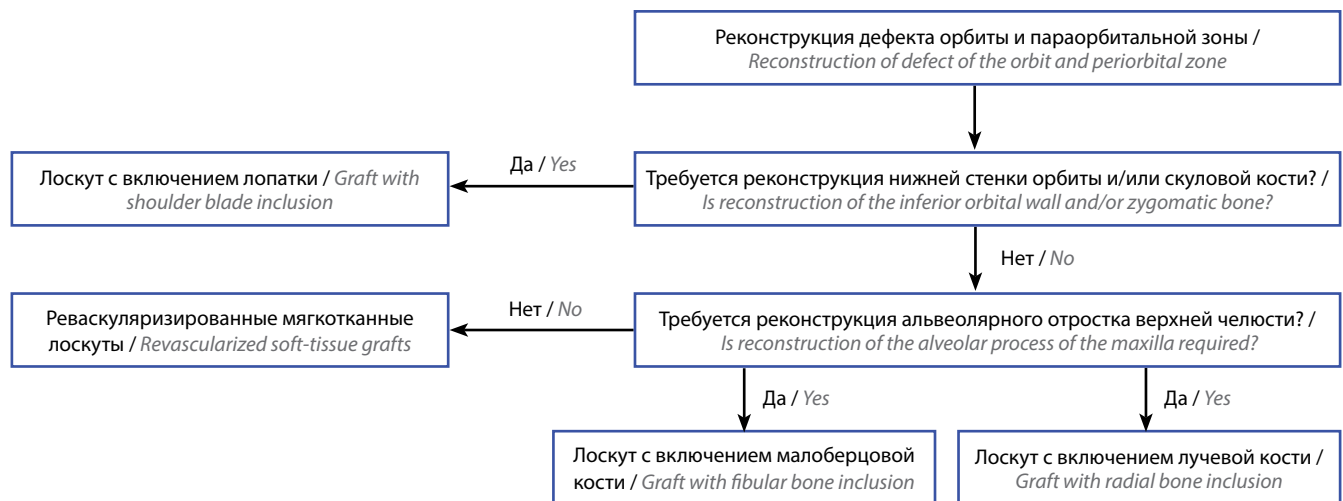 Реконструкция дефекта орбиты и параорбитальной зоны /
Reconstruction of defect of the orbit and periorbital zone
Да / Yes
Лоскут с включением лопатки / Graft with
shoulder blade inclusion
Требуется реконструкция нижней стенки орбиты и/или скуловой кости? /
Is reconstruction of the inferior orbital wall and/or zygomatic bone?
Нет / No
Нет / No
Реваскуляризированные мягкотканные
лоскуты / Revascularized soft-tissue grafts
Требуется реконструкция альвеолярного отростка верхней челюсти? /
Is reconstruction of the alveolar process of the maxilla required?
Да / Yes
Да / Yes
Лоскут с включением малоберцовой
кости / Graft with fibular bone inclusion
Лоскут с включением лучевой кости /
Graft with radial bone inclusion